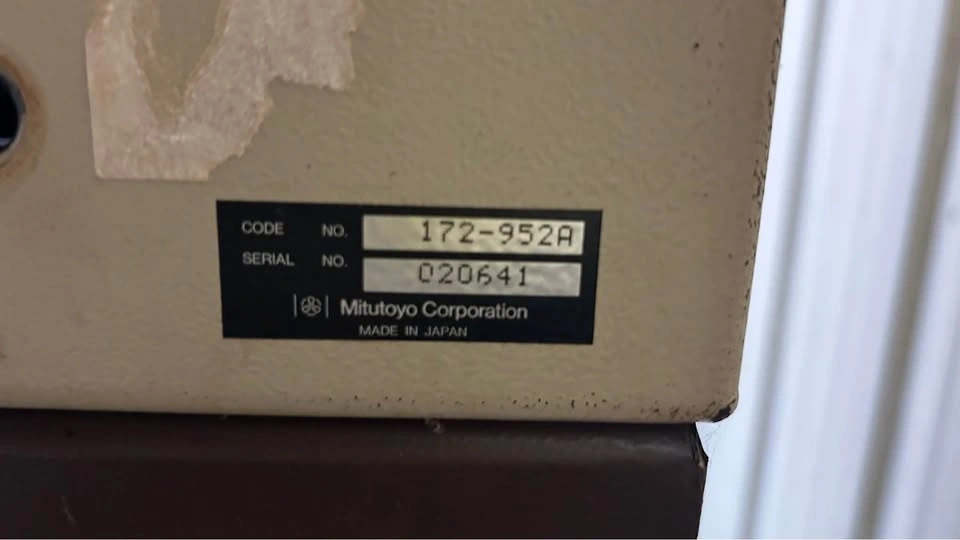 CODE NO. 172-952A
SERIAL NO. 020641
Mitutoyo Corporation
MADE IN JAPAN